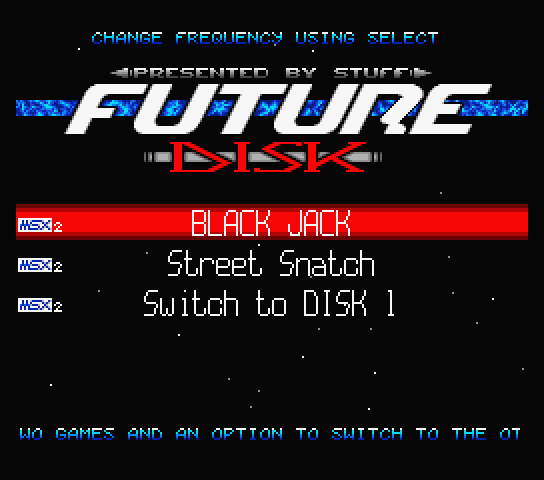 CHANGE FREQUENCY USING SELECT
PRESENTED BY STUFF!
FUTURE
DISK
MSX2 BLACK JACK
MSX2 Street Snatch
MSX2 Switch to DISK 1
WO GAMES AND AN OPTION TO SWITCH TO THE OT